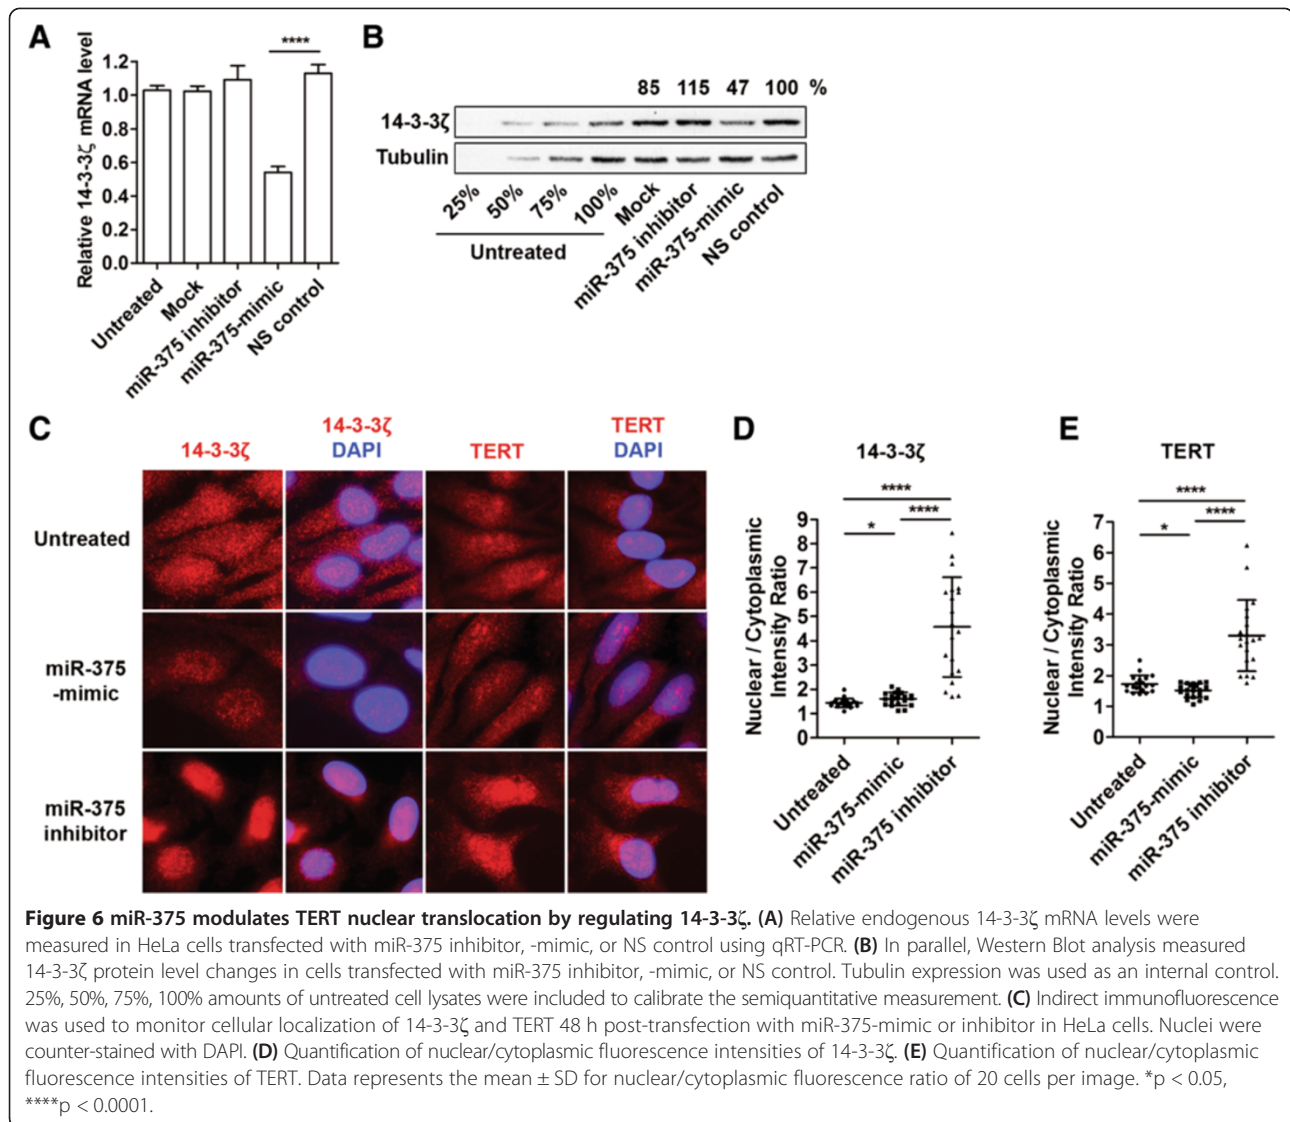 A
Relative 14-3-3ζ mRNA level
1.2
1.0
0.8
0.6
0.4
0.2
0.0
****
Untreated
Mock
miR-375 inhibitor
miR-375-mimic
NS control
B
85 115 47 100 %
14-3-3ζ
Tubulin
25%
50%
75%
100%
Mock
miR-375 inhibitor
miR-375-mimic
NS control
Untreated
C
14-3-3ζ
14-3-3ζ
DAPI
TERT
TERT
DAPI
Untreated
miR-375
-mimic
miR-375
inhibitor
D
14-3-3ζ
****
* ****
Nuclear / Cytoplasmic
Intensity Ratio
9
8
7
6
5
4
3
2
1
0
Untreated
miR-375-mimic
miR-375 inhibitor
E
TERT
****
* ****
Nuclear / Cytoplasmic
Intensity Ratio
7
6
5
4
3
2
1
0
Untreated
miR-375-mimic
miR-375 inhibitor
Figure 6 miR-375 modulates TERT nuclear translocation by regulating 14-3-3ζ. (A) Relative endogenous 14-3-3ζ mRNA levels were
measured in HeLa cells transfected with miR-375 inhibitor, -mimic, or NS control using qRT-PCR. (B) In parallel, Western Blot analysis measured
14-3-3ζ protein level changes in cells transfected with miR-375 inhibitor, -mimic, or NS control. Tubulin expression was used as an internal control.
25%, 50%, 75%, 100% amounts of untreated cell lysates were included to calibrate the semiquantitative measurement. (C) Indirect immunofluorescence
was used to monitor cellular localization of 14-3-3ζ and TERT 48 h post-transfection with miR-375-mimic or inhibitor in HeLa cells. Nuclei were
counter-stained with DAPI. (D) Quantification of nuclear/cytoplasmic fluorescence intensities of 14-3-3ζ. (E) Quantification of nuclear/cytoplasmic
fluorescence intensities of TERT. Data represents the mean ± SD for nuclear/cytoplasmic fluorescence ratio of 20 cells per image. *p < 0.05,
****p < 0.0001.